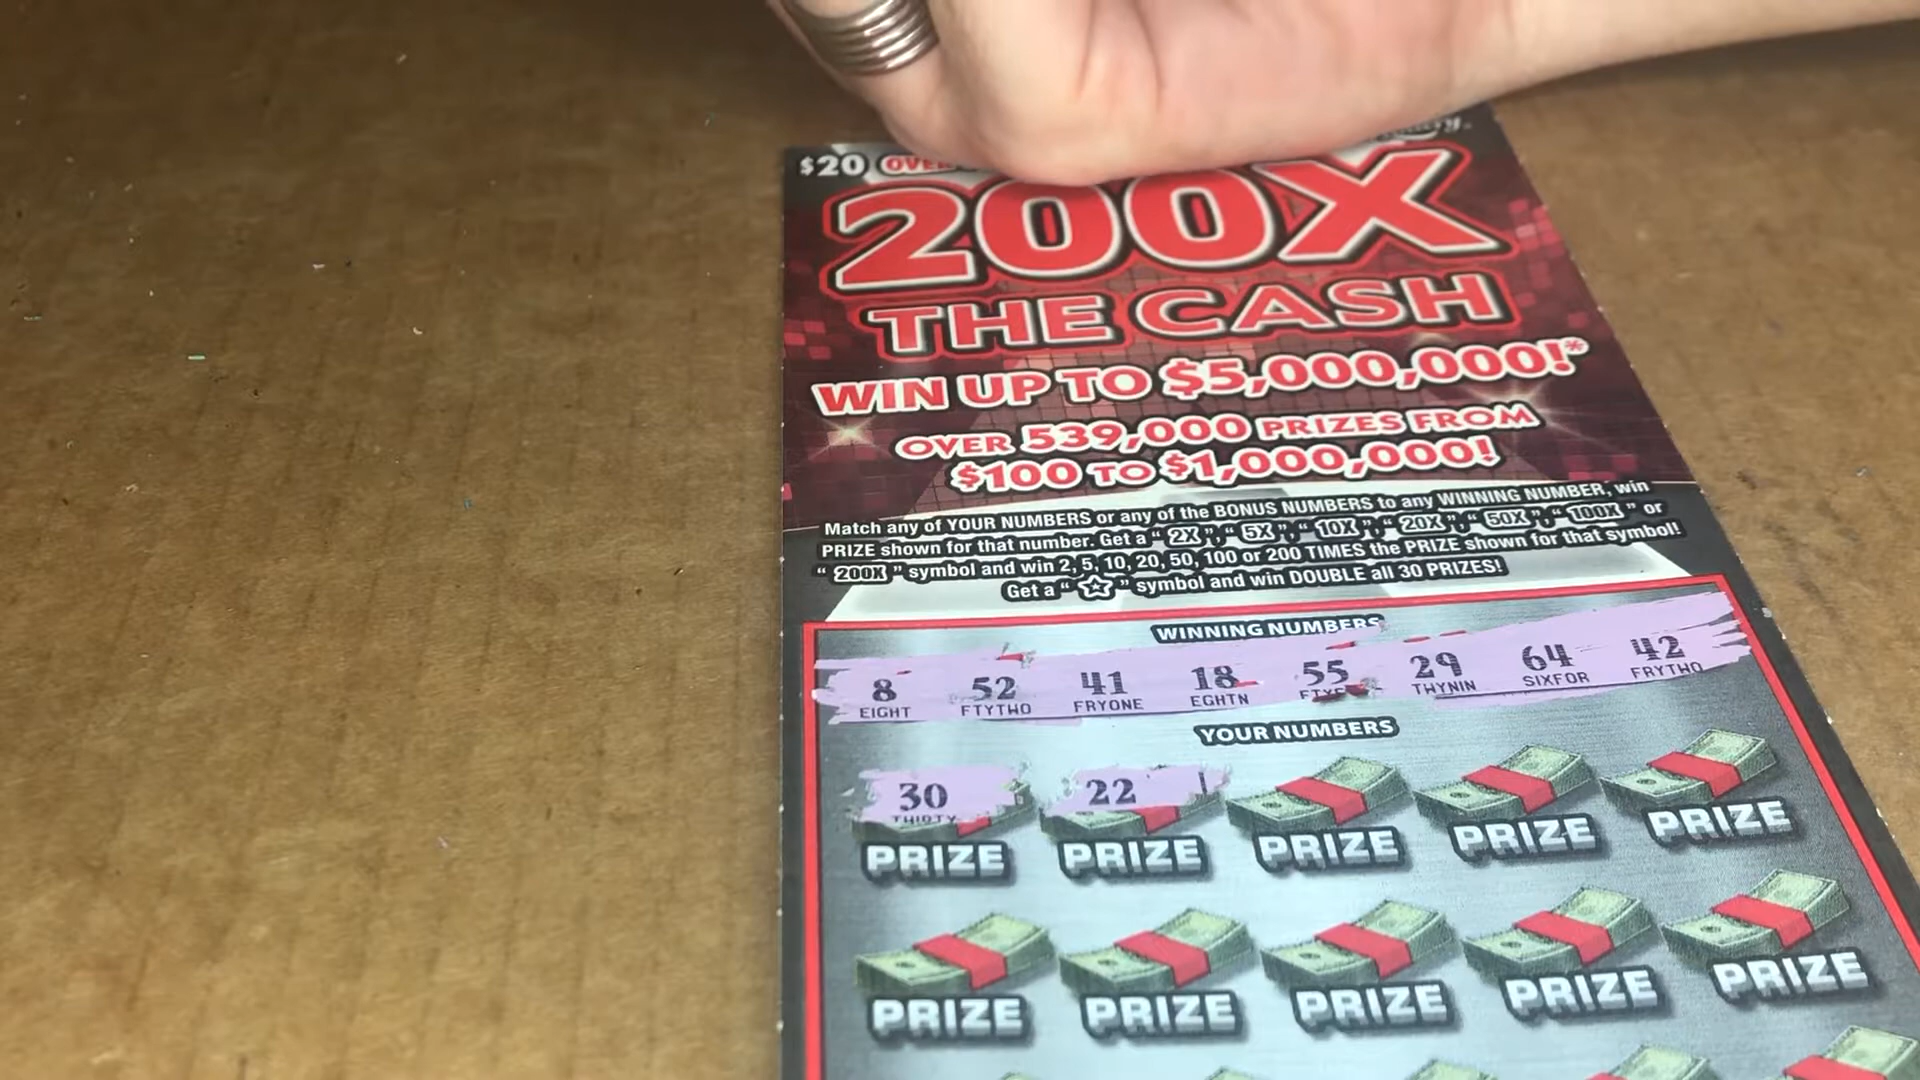 $20
200X
THE CASH
WIN UP TO $5,000,000!*
OVER 539,000 PRIZES FROM
$100 TO $1,000,000!
Match any of YOUR NUMBERS or any of the BONUS NUMBERS to any WINNING NUMBER, win
PRIZE shown for that number. Get a "2X", "5X", "10X", "20X", "50X", "100X" or
"200X" symbol and win 2, 5, 10, 20, 50, 100 or 200 TIMES the PRIZE shown for that symbol!
Get a " " symbol and win DOUBLE all 30 PRIZES!
WINNING NUMBERS
8 52 41 18 55 29 64 42
EIGHT FTYTWO FRYONE EGHTN TWYNIN SIXFOR FRYTWO
YOUR NUMBERS
30 22
THIRTY
PRIZE PRIZE PRIZE PRIZE PRIZE
PRIZE PRIZE PRIZE PRIZE PRIZE